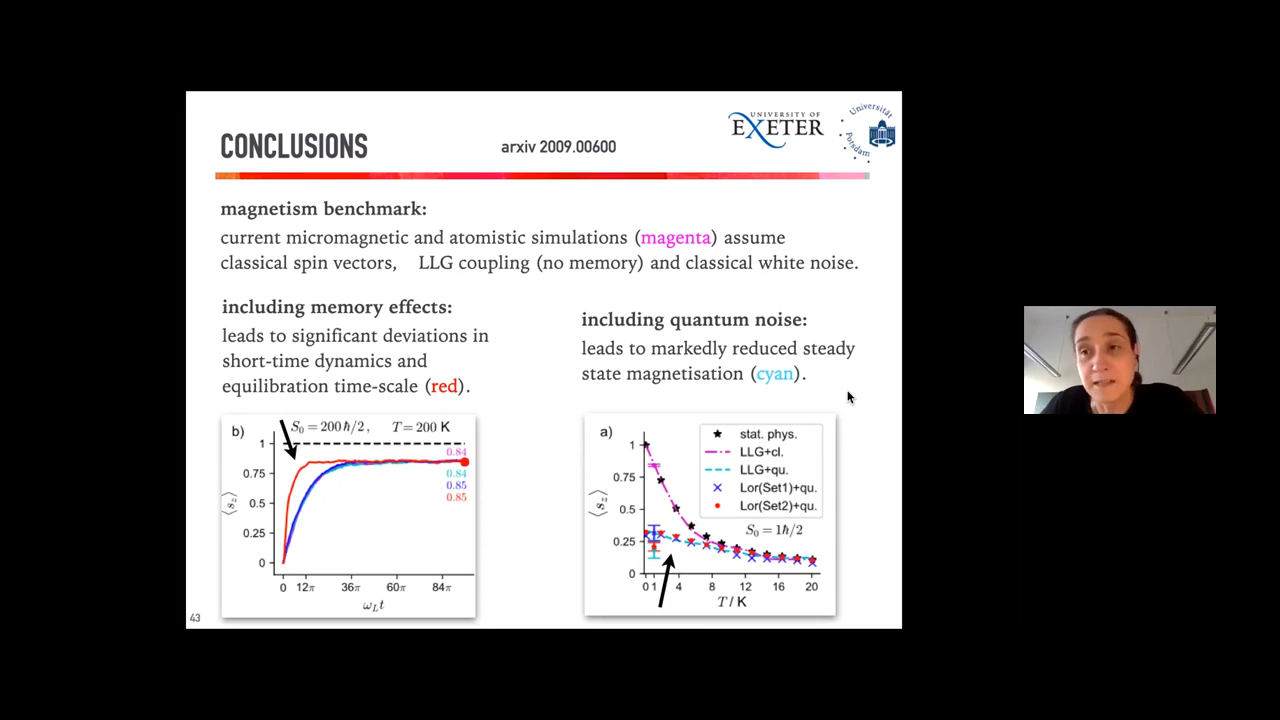 UNIVERSITY OF
EXETER
Universität
Potsdam
CONCLUSIONS
arxiv 2009.00600
magnetism benchmark:
current micromagnetic and atomistic simulations (magenta) assume
classical spin vectors, LLG coupling (no memory) and classical white noise.
including memory effects:
leads to significant deviations in
short-time dynamics and
equilibration time-scale (red).
including quantum noise:
leads to markedly reduced steady
state magnetisation (cyan).
b)
S₀ = 200 ħ/2, T = 200 K
1
0.75
0.5
0.25
0
⟨s_z⟩
0.84
0.84
0.85
0.85
0 12π 36π 60π 84π
ω_L t
a)
stat. phys.
LLG+cl.
LLG+qu.
Lor(Set1)+qu.
Lor(Set2)+qu.
S₀ = 1ħ/2
1
0.75
0.5
0.25
0
⟨s_z⟩
0 1 4 8 12 16 20
T / K
43